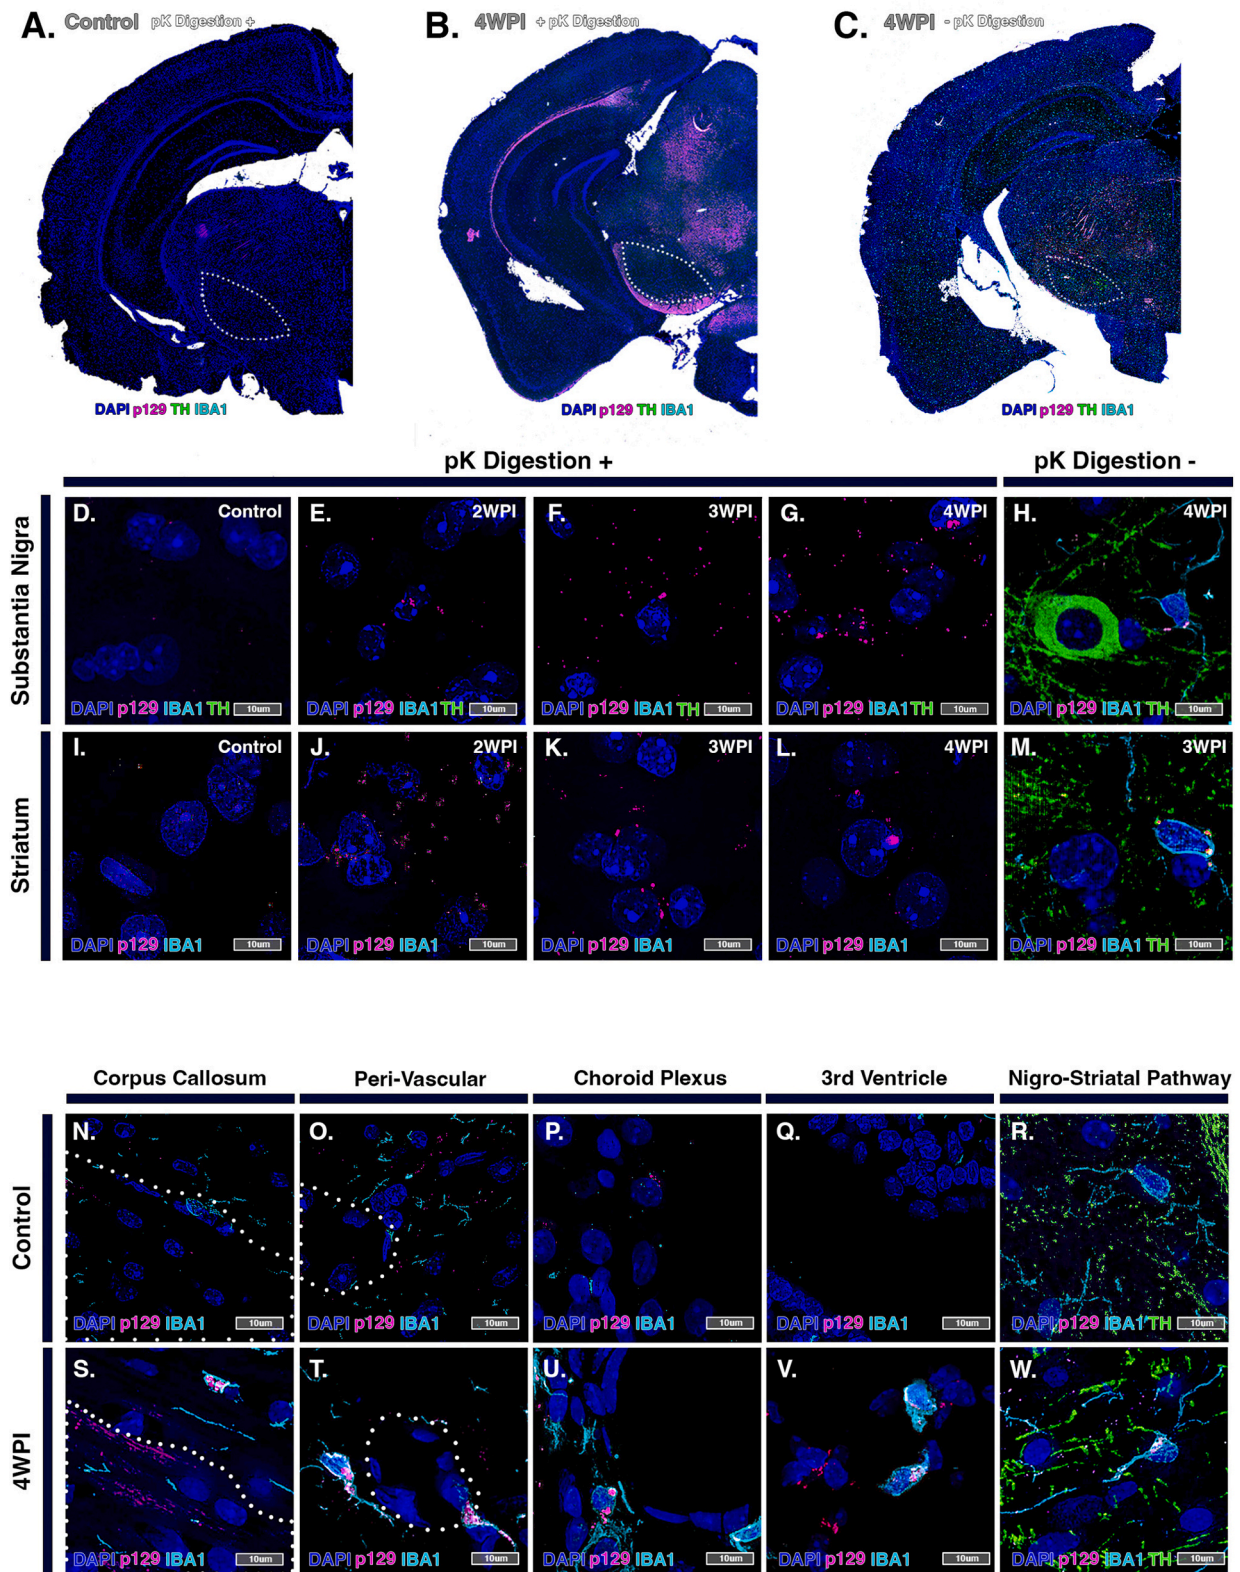 A. Control pK Digestion +
B. 4WPI + pK Digestion
C. 4WPI - pK Digestion
DAPI p129 TH IBA1
DAPI p129 TH IBA1
DAPI p129 TH IBA1
pK Digestion +
pK Digestion -
Substantia Nigra
D. Control
DAPI p129 IBA1 TH 10um
E. 2WPI
DAPI p129 IBA1 TH 10um
F. 3WPI
DAPI p129 IBA1 TH 10um
G. 4WPI
DAPI p129 IBA1 TH 10um
H. 4WPI
DAPI p129 IBA1 TH 10um
Striatum
I. Control
DAPI p129 IBA1 10um
J. 2WPI
DAPI p129 IBA1 10um
K. 3WPI
DAPI p129 IBA1 10um
L. 4WPI
DAPI p129 IBA1 10um
M. 3WPI
DAPI p129 IBA1 TH 10um
Corpus Callosum
Peri-Vascular
Choroid Plexus
3rd Ventricle
Nigro-Striatal Pathway
Control
N.
DAPI p129 IBA1 10um
O.
DAPI p129 IBA1 10um
P.
DAPI p129 IBA1 10um
Q.
DAPI p129 IBA1 10um
R.
DAPI p129 IBA1 TH 10um
4WPI
S.
DAPI p129 IBA1 10um
T.
DAPI p129 IBA1 10um
U.
DAPI p129 IBA1 10um
V.
DAPI p129 IBA1 10um
W.
DAPI p129 IBA1 TH 10um